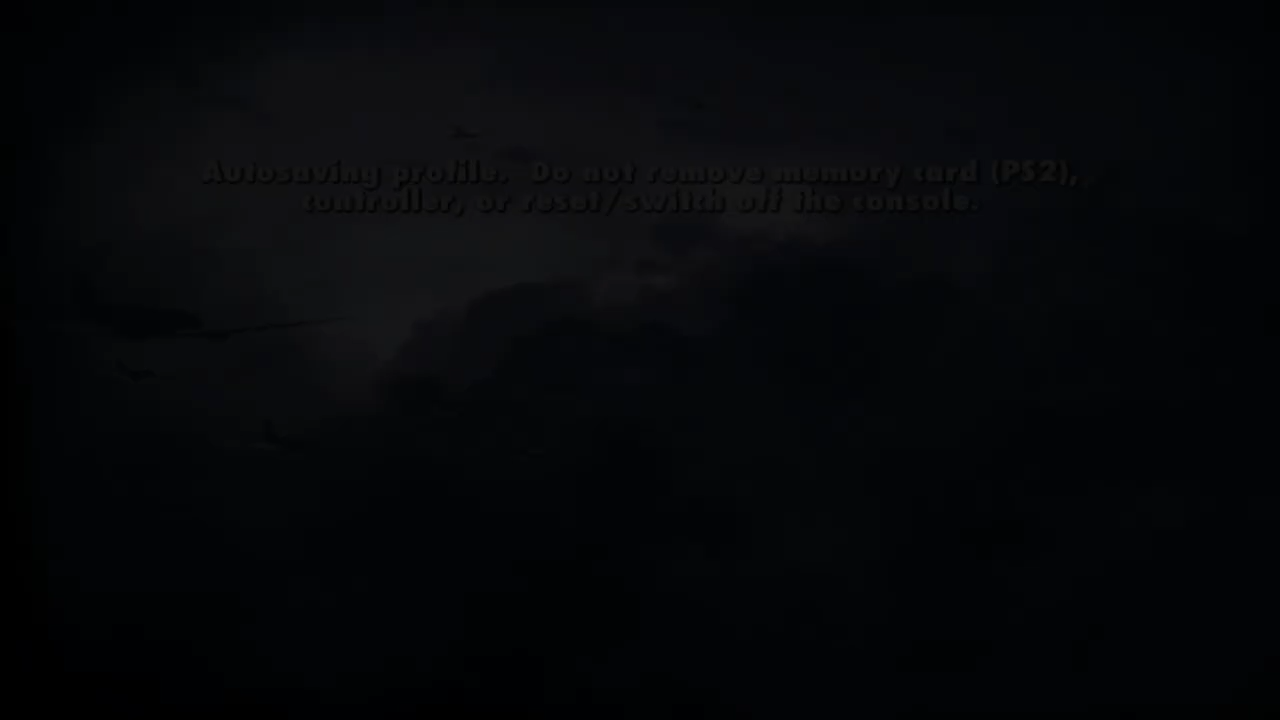 Autosaving profile. Do not remove memory card (PS2),
controller, or reset/switch off the console.